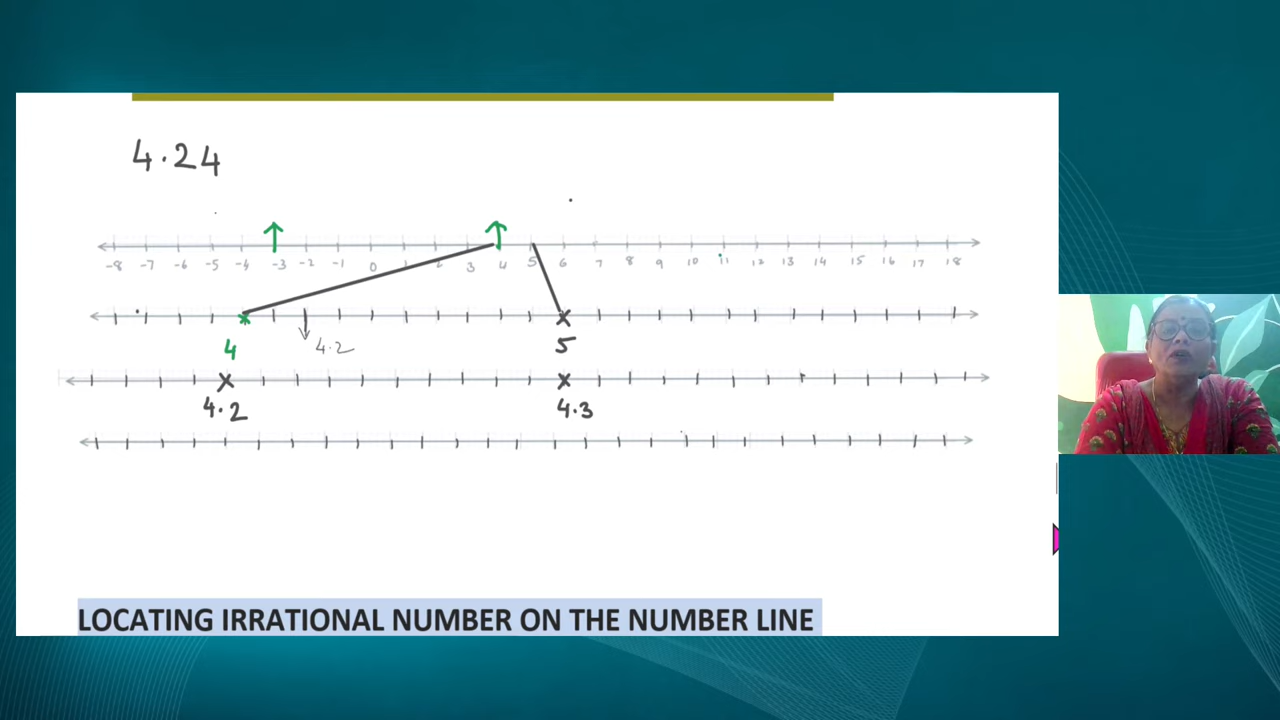 4.24
-8 -7 -6 -5 -4 -3 -2 -1 0 1 2 3 4 5 6 7 8 9 10 11 12 13 14 15 16 17 18
4 4.2 5
4.2 4.3
LOCATING IRRATIONAL NUMBER ON THE NUMBER LINE